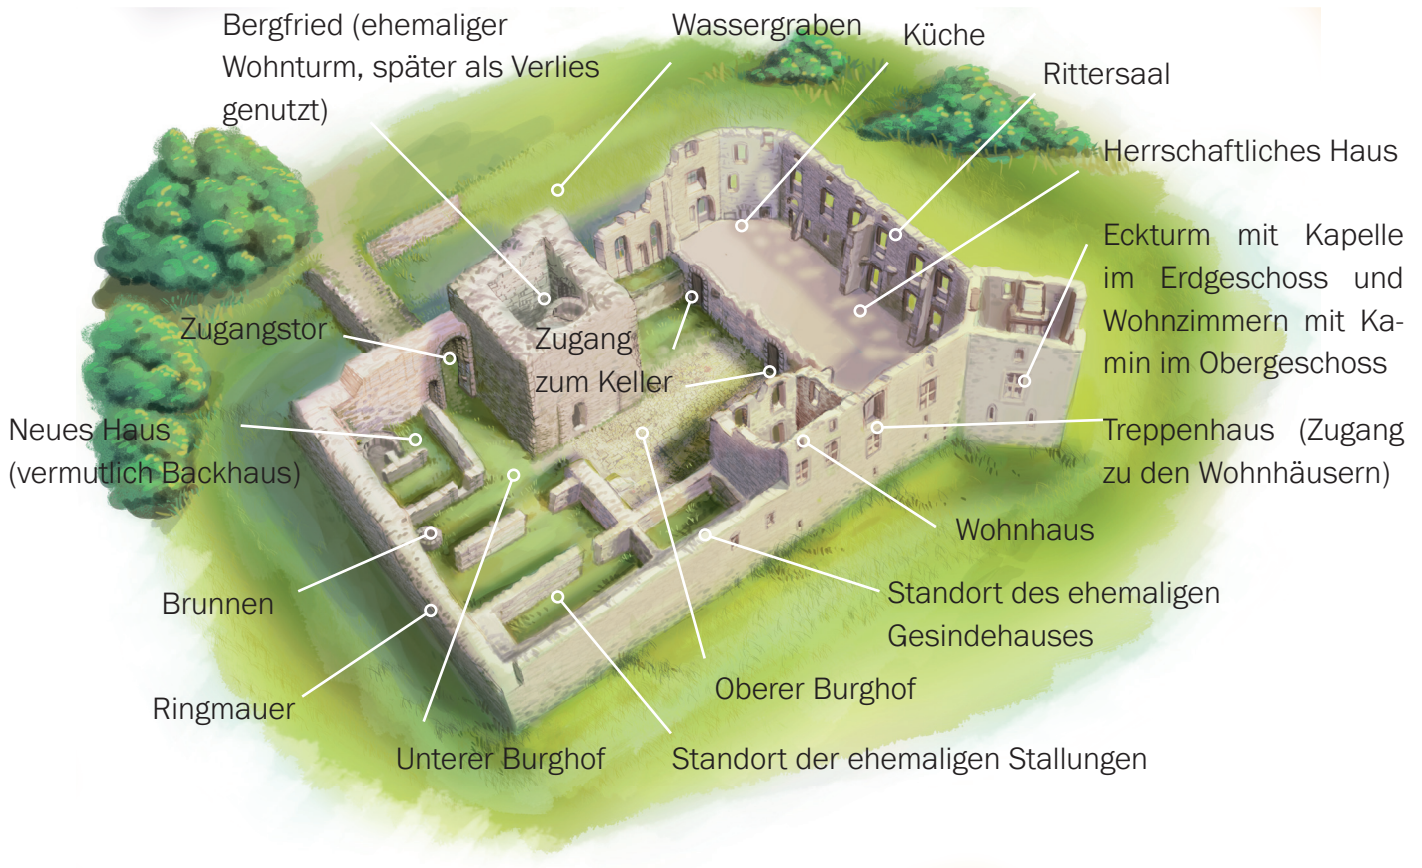 Bergfried (ehemaliger
Wohnturm, später als Verlies
genutzt)
Wassergraben
Küche
Rittersaal
Herrschaftliches Haus
Eckturm mit Kapelle
im Erdgeschoss und
Wohnzimmern mit Ka-
min im Obergeschoss
Zugangstor
Zugang
zum Keller
Neues Haus
(vermutlich Backhaus)
Treppenhaus (Zugang
zu den Wohnhäusern)
Wohnhaus
Brunnen
Standort des ehemaligen
Gesindehauses
Ringmauer
Oberer Burghof
Unterer Burghof
Standort der ehemaligen Stallungen